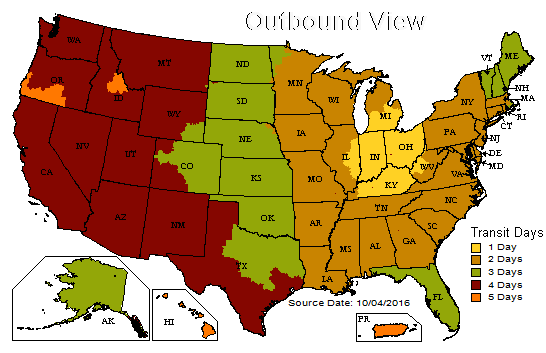 Outbound View
WA
MT
ND
MN
VT
ME
OR
ID
SD
WI
MI
NY
NH
MA
WY
IA
PA
RI
CT
NV
UT
NE
IL
IN
OH
NJ
CA
CO
KS
MO
KY
WV
VA
DE
MD
AZ
NM
OK
AR
TN
NC
TX
LA
MS
AL
GA
SC
FL
AK
HI
PR
Transit Days
1 Day
2 Days
3 Days
4 Days
5 Days
Source Date: 10/04/2016